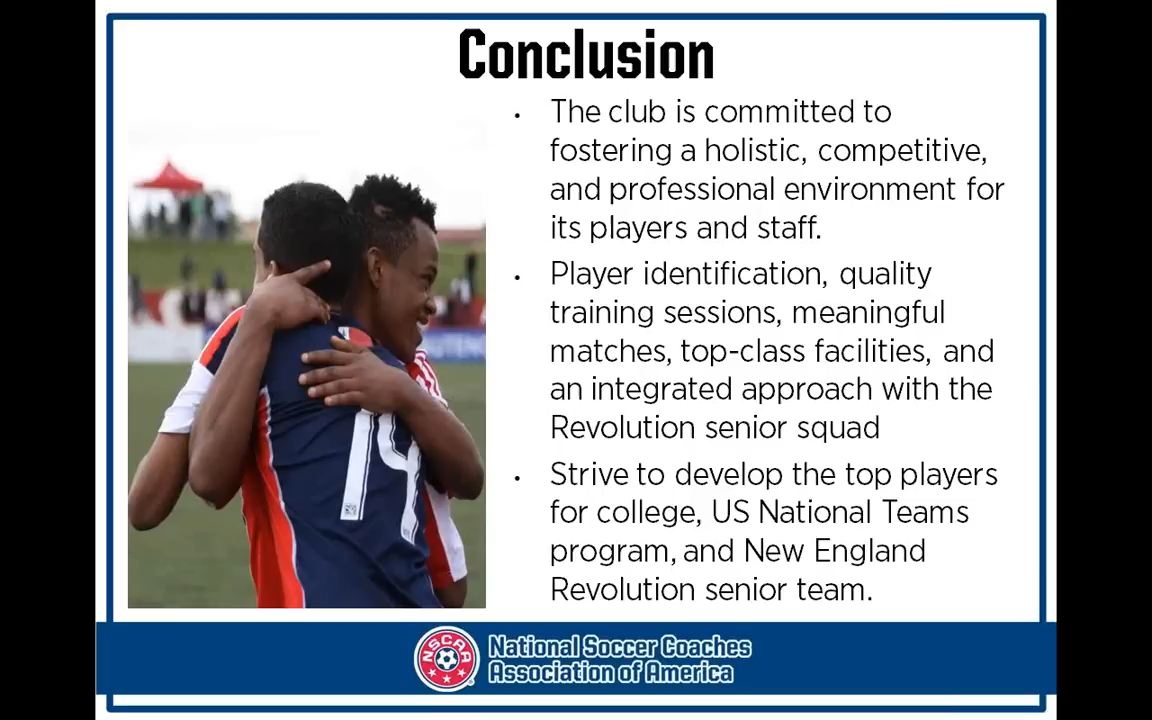 Conclusion
• The club is committed to
fostering a holistic, competitive,
and professional environment for
its players and staff.
• Player identification, quality
training sessions, meaningful
matches, top-class facilities, and
an integrated approach with the
Revolution senior squad
• Strive to develop the top players
for college, US National Teams
program, and New England
Revolution senior team.
14
NSCAA
National Soccer Coaches
Association of America